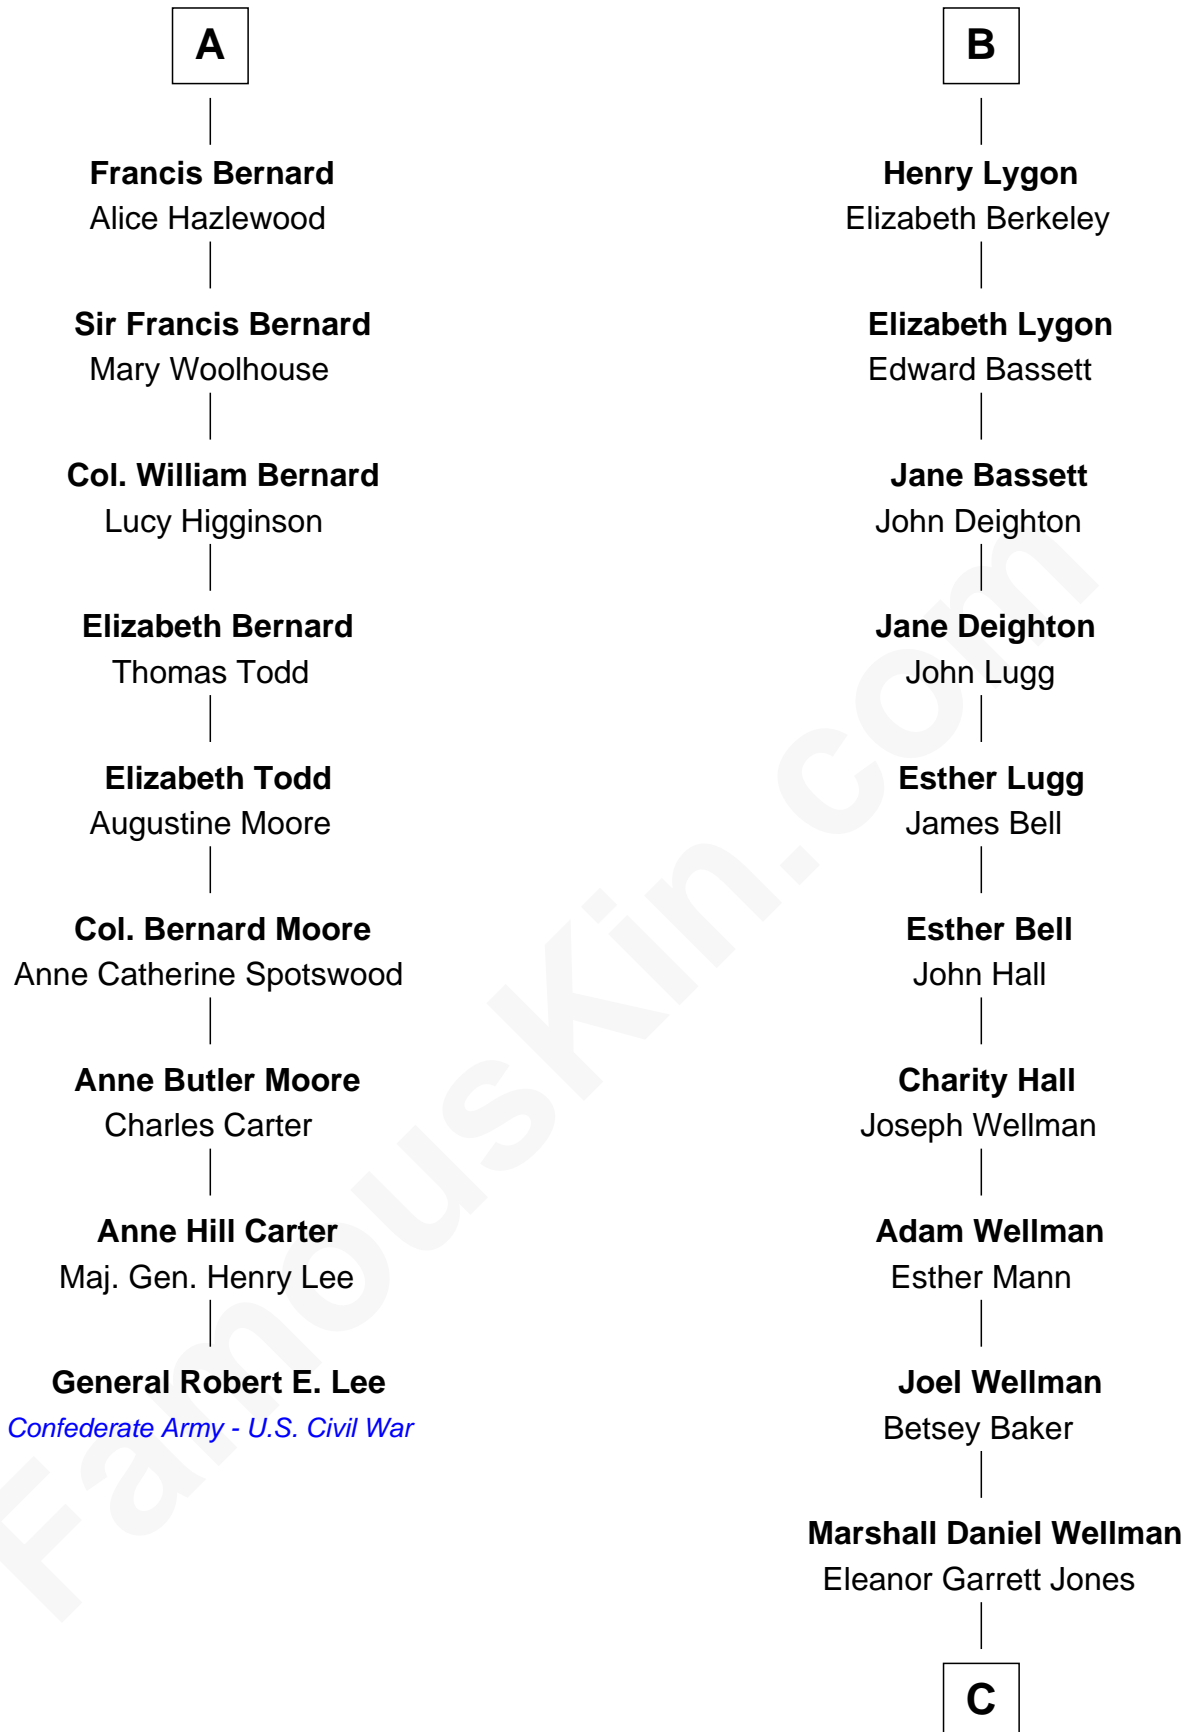 A
Francis Bernard
Alice Hazlewood
Sir Francis Bernard
Mary Woolhouse
Col. William Bernard
Lucy Higginson
Elizabeth Bernard
Thomas Todd
Elizabeth Todd
Augustine Moore
Col. Bernard Moore
Anne Catherine Spotswood
Anne Butler Moore
Charles Carter
Anne Hill Carter
Maj. Gen. Henry Lee
General Robert E. Lee
Confederate Army - U.S. Civil War
B
Henry Lygon
Elizabeth Berkeley
Elizabeth Lygon
Edward Bassett
Jane Bassett
John Deighton
Jane Deighton
John Lugg
Esther Lugg
James Bell
Esther Bell
John Hall
Charity Hall
Joseph Wellman
Adam Wellman
Esther Mann
Joel Wellman
Betsey Baker
Marshall Daniel Wellman
Eleanor Garrett Jones
C
FamousKin.com